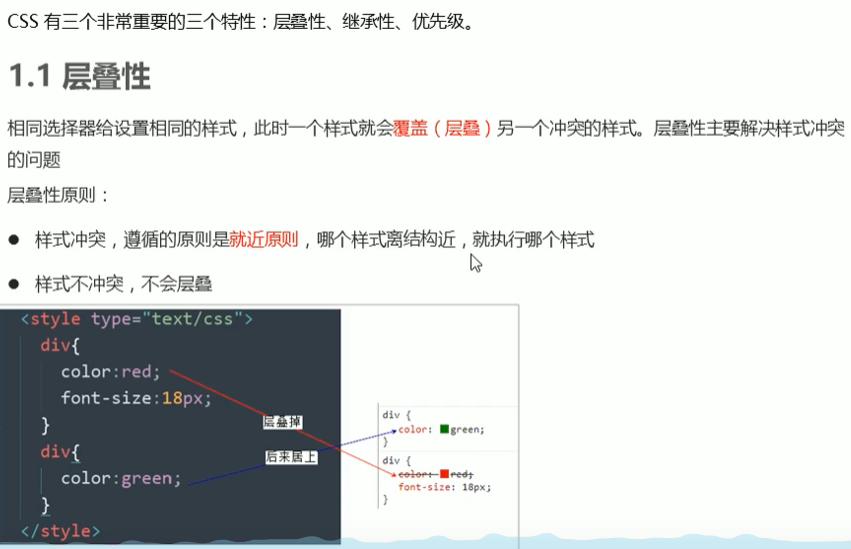 CSS 有三个非常重要的三个特性：层叠性、继承性、优先级。
1.1 层叠性
相同选择器给设置相同的样式，此时一个样式就会覆盖（层叠）另一个冲突的样式。层叠性主要解决样式冲突
的问题
层叠性原则：
● 样式冲突，遵循的原则是就近原则，哪个样式离结构近，就执行哪个样式
● 样式不冲突，不会层叠
<style type="text/css">
div{
color:red;
font-size:18px;
}
div{
color:green;
}
</style>
层叠掉
后来居上
div {
color: green;
}
div {
color: red;
font-size: 18px;
}